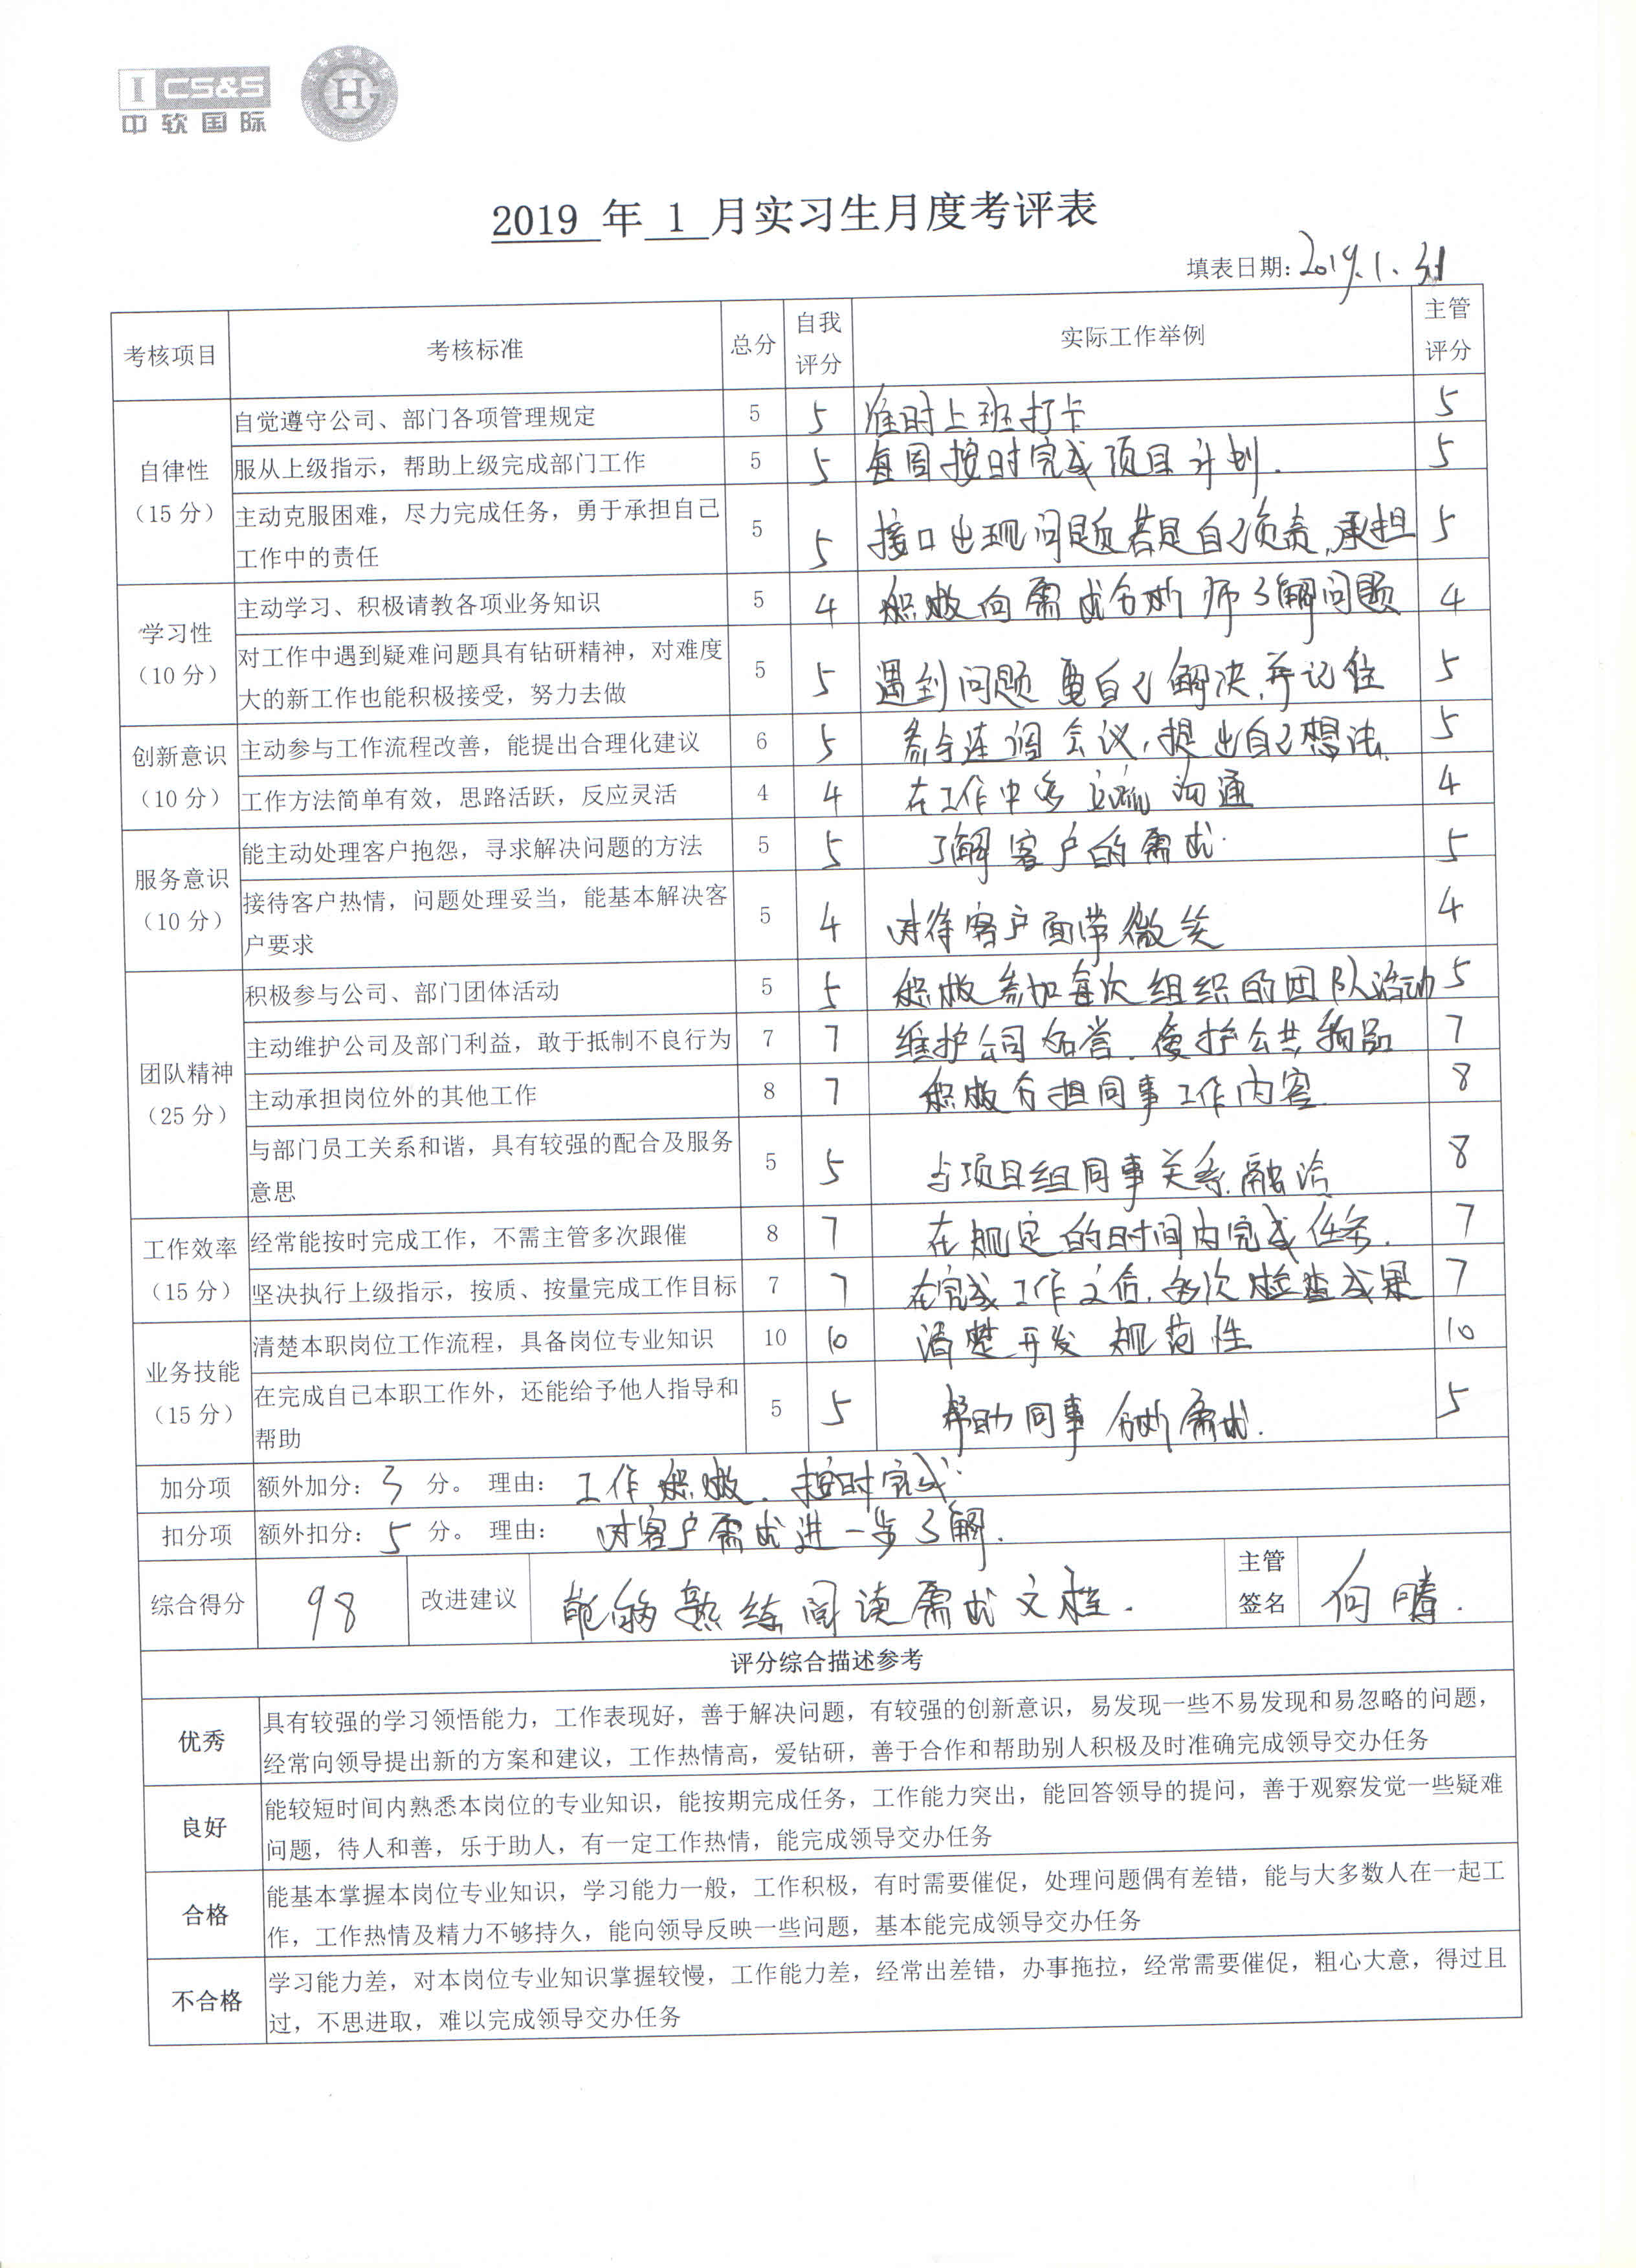 I CS&S
中软国际
H
2019 年 1 月实习生月度考评表
填表日期：2019.1.31
考核项目 考核标准 总分 自我评分 实际工作举例 主管评分
自律性（15分）
自觉遵守公司、部门各项管理规定 5 5 准时上班打卡 5
服从上级指示，帮助上级完成部门工作 5 5 每周按时完成项目计划. 5
主动克服困难，尽力完成任务，勇于承担自己
工作中的责任 5 5 接口出现问题若是自己负责,承担 5
学习性（10分）
主动学习、积极请教各项业务知识 5 4 积极向需求分析师了解问题 4
对工作中遇到疑难问题具有钻研精神，对难度
大的新工作也能积极接受，努力去做 5 5 遇到问题要自己解决,并记住 5
创新意识（10分）
主动参与工作流程改善，能提出合理化建议 6 5 参与连调会议,提出自己想法. 5
工作方法简单有效，思路活跃，反应灵活 4 4 在工作中多交流沟通 4
服务意识（10分）
能主动处理客户抱怨，寻求解决问题的方法 5 5 了解客户的需求. 5
接待客户热情，问题处理妥当，能基本解决客
户要求 5 4 对待客户面带微笑 4
团队精神（25分）
积极参与公司、部门团体活动 5 5 积极参加每次组织的团队活动 5
主动维护公司及部门利益，敢于抵制不良行为 7 7 维护公司名誉.爱护公共物品 7
主动承担岗位外的其他工作 8 7 积极分担同事工作内容. 8
与部门员工关系和谐，具有较强的配合及服务
意思 5 5 与项目组同事关系融洽 8
工作效率（15分）
经常能按时完成工作，不需主管多次跟催 8 7 在规定的时间内完成任务. 7
坚决执行上级指示，按质、按量完成工作目标 7 7 在完成工作之后,多次检查成果 7
业务技能（15分）
清楚本职岗位工作流程，具备岗位专业知识 10 10 清楚开发规范性 10
在完成自己本职工作外，还能给予他人指导和
帮助 5 5 帮助同事分析需求. 5
加分项 额外加分：3 分。 理由：工作积极.按时完成.
扣分项 额外扣分：5 分。 理由：对客户需求进一步了解.
综合得分 98 改进建议 能够熟练阅读需求文档. 主管签名 何腾.
评分综合描述参考
优秀
具有较强的学习领悟能力，工作表现好，善于解决问题，有较强的创新意识，易发现一些不易发现和易忽略的问题，
经常向领导提出新的方案和建议，工作热情高，爱钻研，善于合作和帮助别人积极及时准确完成领导交办任务
良好
能较短时间内熟悉本岗位的专业知识，能按期完成任务，工作能力突出，能回答领导的提问，善于观察发觉一些疑难
问题，待人和善，乐于助人，有一定工作热情，能完成领导交办任务
合格
能基本掌握本岗位专业知识，学习能力一般，工作积极，有时需要催促，处理问题偶有差错，能与大多数人在一起工
作，工作热情及精力不够持久，能向领导反映一些问题，基本能完成领导交办任务
不合格
学习能力差，对本岗位专业知识掌握较慢，工作能力差，经常出差错，办事拖拉，经常需要催促，粗心大意，得过且
过，不思进取，难以完成领导交办任务